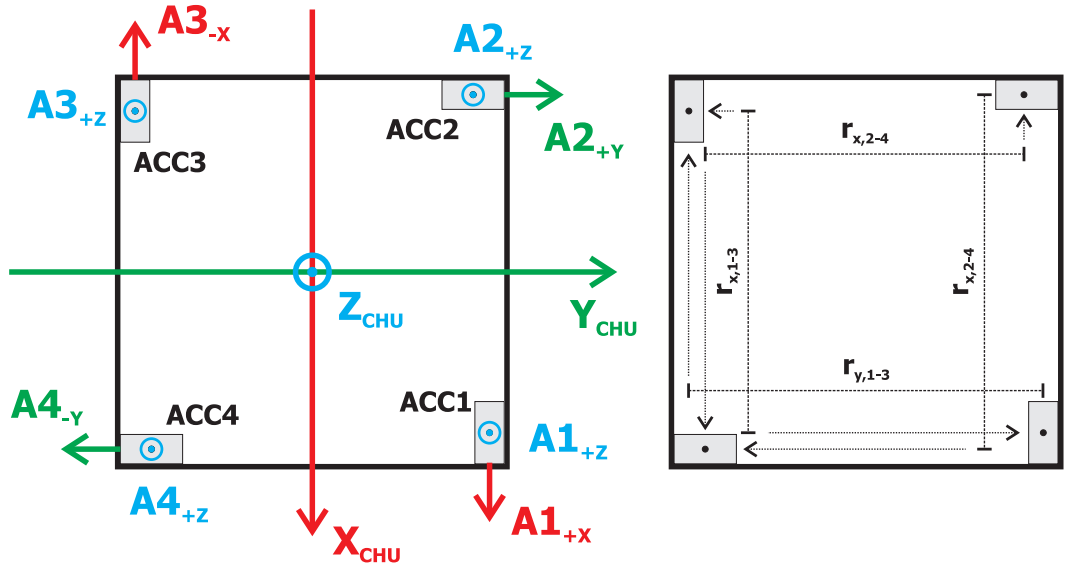 A3-X
A2+Z
A3+Z
ACC2
A2+Y
ACC3
ZCHU
YCHU
A4-Y
ACC4
ACC1
A1+Z
A4+Z
A1+X
XCHU
rx,2-4
rx,1-3
rx,2-4
ry,1-3